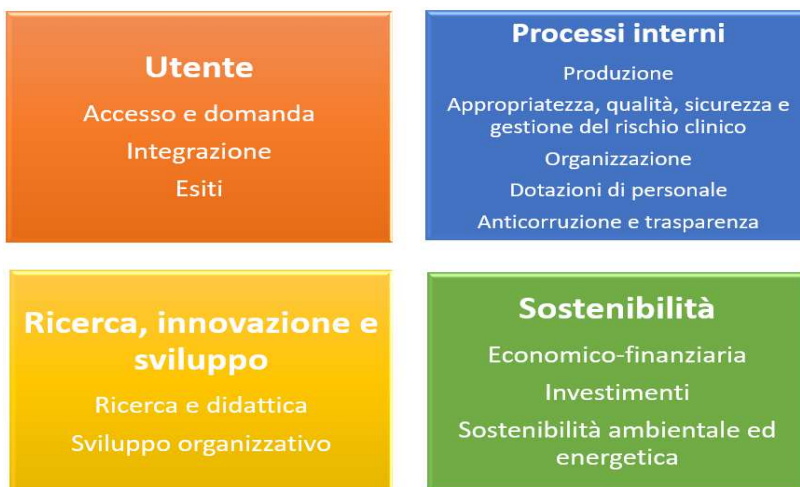 Utente
Accesso e domanda
Integrazione
Esiti
Processi interni
Produzione
Appropriatezza, qualità, sicurezza e
gestione del rischio clinico
Organizzazione
Dotazioni di personale
Anticorruzione e trasparenza
Ricerca, innovazione e
sviluppo
Ricerca e didattica
Sviluppo organizzativo
Sostenibilità
Economico-finanziaria
Investimenti
Sostenibilità ambientale ed
energetica